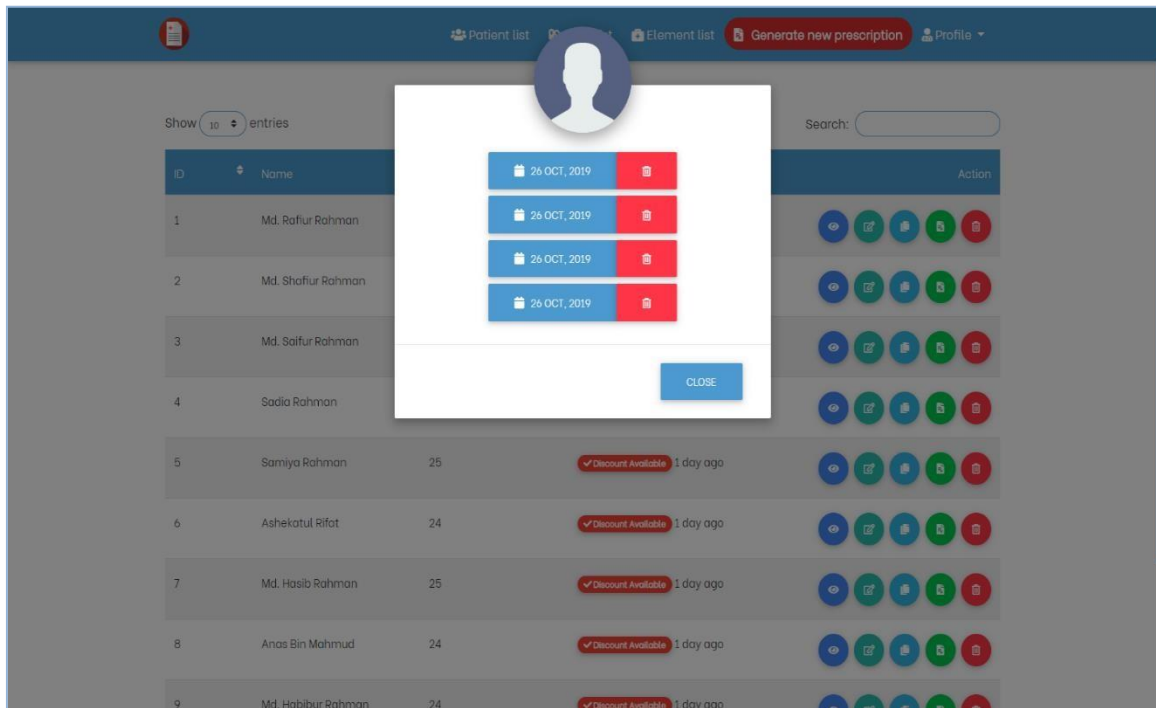 Patient list
Element list
Generate new prescription
Profile
Show 10 entries
Search:
ID Name Action
26 OCT, 2019
26 OCT, 2019
26 OCT, 2019
26 OCT, 2019
CLOSE
1 Md. Rafiur Rahman
2 Md. Shafiur Rahman
3 Md. Saifur Rahman
4 Sadia Rahman
5 Samiya Rahman 25 Discount Available 1 day ago
6 Ashekatul Rifat 24 Discount Available 1 day ago
7 Md. Hasib Rahman 25 Discount Available 1 day ago
8 Anas Bin Mahmud 24 Discount Available 1 day ago
9 Md. Habibur Rahman 24 Discount Available 1 day ago